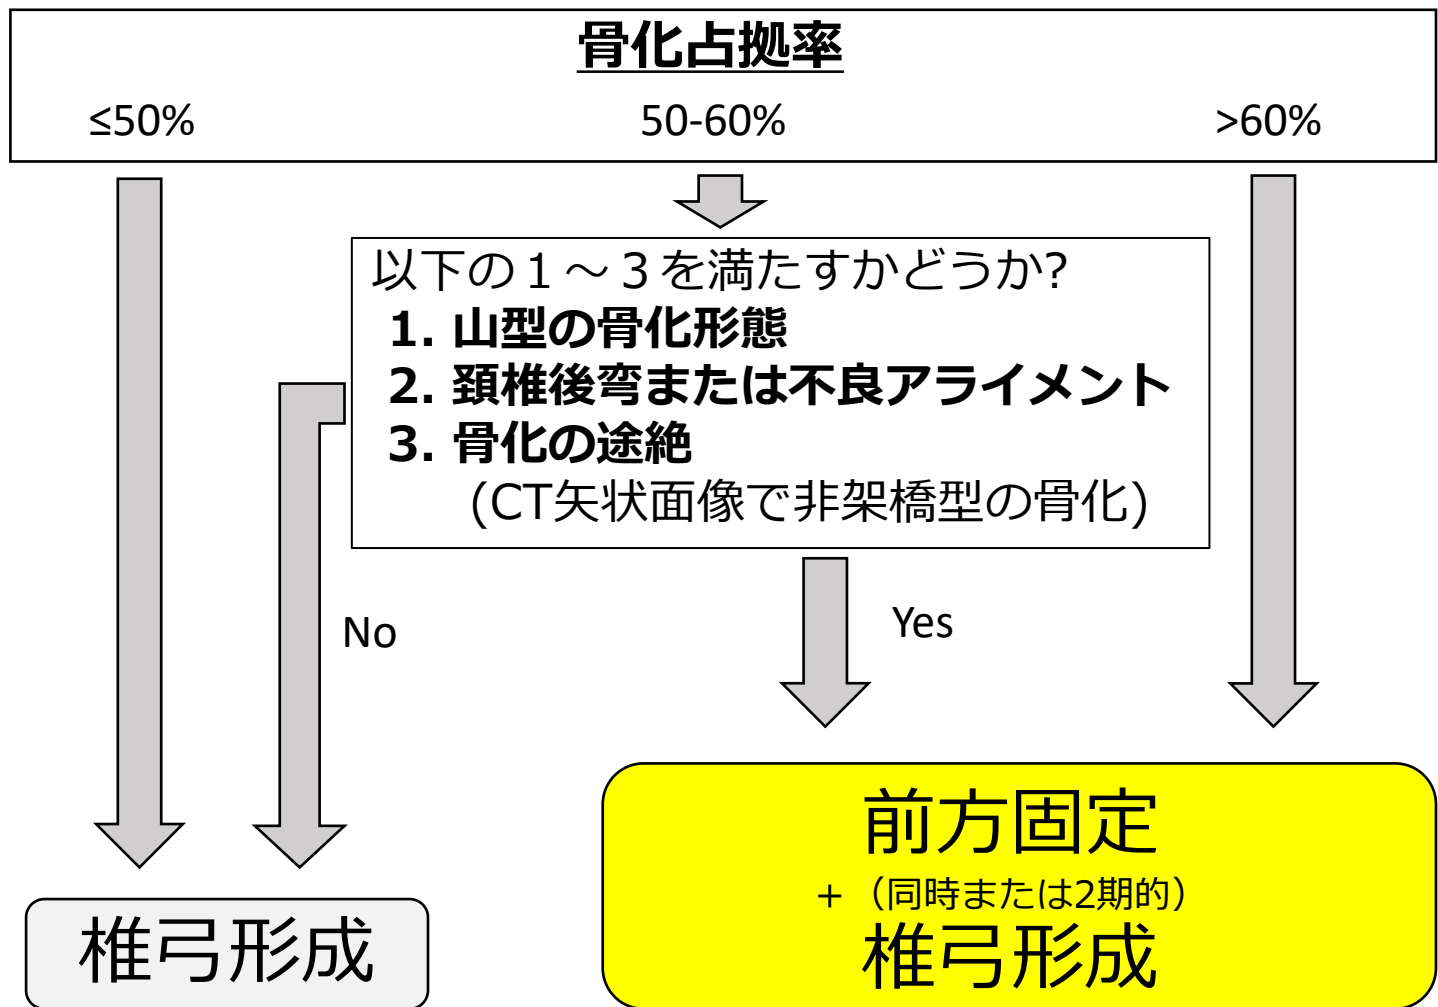 骨化占拠率
≤50%
50-60%
>60%
以下の１～３を満たすかどうか?
1. 山型の骨化形態
2. 頚椎後弯または不良アライメント
3. 骨化の途絶
(CT矢状面像で非架橋型の骨化)
No
Yes
椎弓形成
前方固定
+（同時または2期的）
椎弓形成